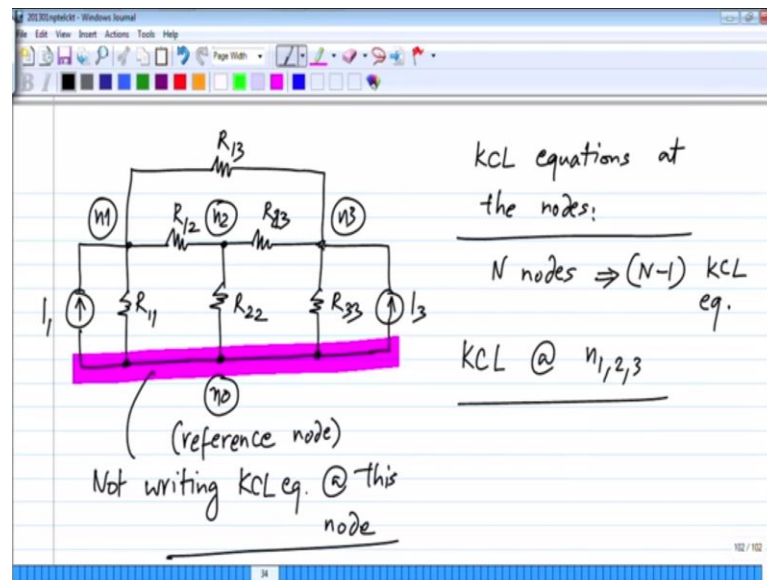 201301nptelckt - Windows Journal
File Edit View Insert Actions Tools Help
Page Width
B I
R13
n1
R12
n2
R23
n3
I1
R11
R22
R33
I3
n0
(reference node)
Not writing KCL eq. @ this
node
KCL equations at
the nodes:
N nodes ⇒ (N-1) KCL
eq.
KCL @ n1,2,3
102 / 102
34